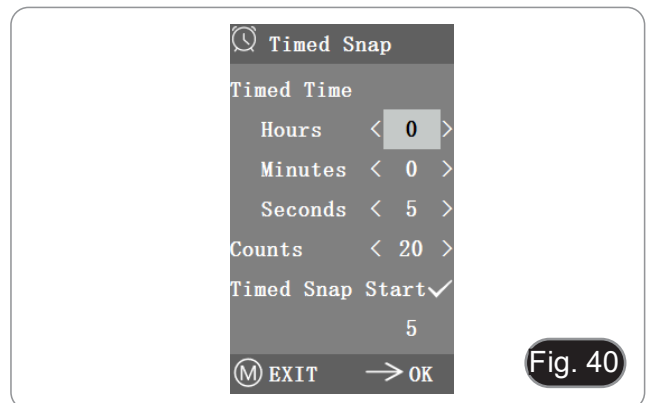 Timed Snap
Timed Time
Hours < 0 >
Minutes < 0 >
Seconds < 5 >
Counts < 20 >
Timed Snap Start✓
5
M EXIT → OK
Fig. 40